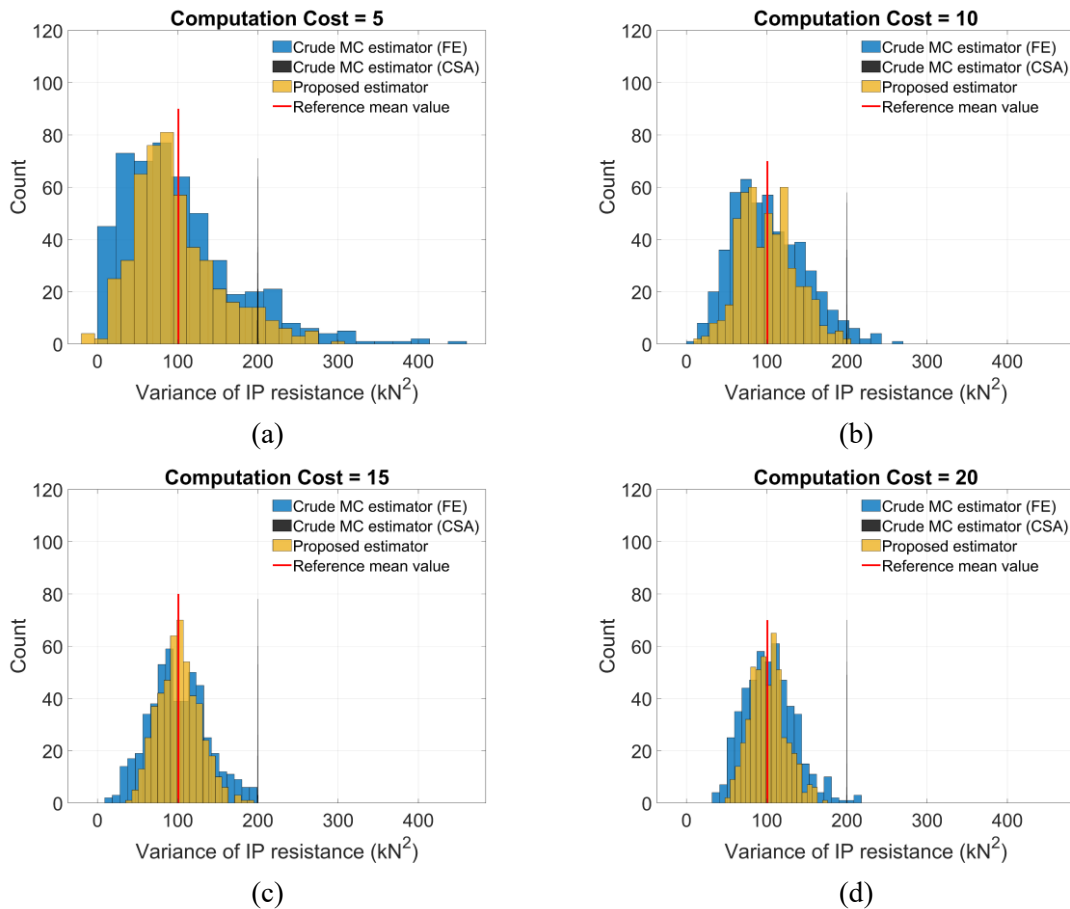 Computation Cost = 5
120
100
80
60
40
20
0
Count
Crude MC estimator (FE)
Crude MC estimator (CSA)
Proposed estimator
Reference mean value
0 100 200 300 400
Variance of IP resistance (kN²)
(a)
Computation Cost = 10
120
100
80
60
40
20
0
Count
Crude MC estimator (FE)
Crude MC estimator (CSA)
Proposed estimator
Reference mean value
0 100 200 300 400
Variance of IP resistance (kN²)
(b)
Computation Cost = 15
120
100
80
60
40
20
0
Count
Crude MC estimator (FE)
Crude MC estimator (CSA)
Proposed estimator
Reference mean value
0 100 200 300 400
Variance of IP resistance (kN²)
(c)
Computation Cost = 20
120
100
80
60
40
20
0
Count
Crude MC estimator (FE)
Crude MC estimator (CSA)
Proposed estimator
Reference mean value
0 100 200 300 400
Variance of IP resistance (kN²)
(d)